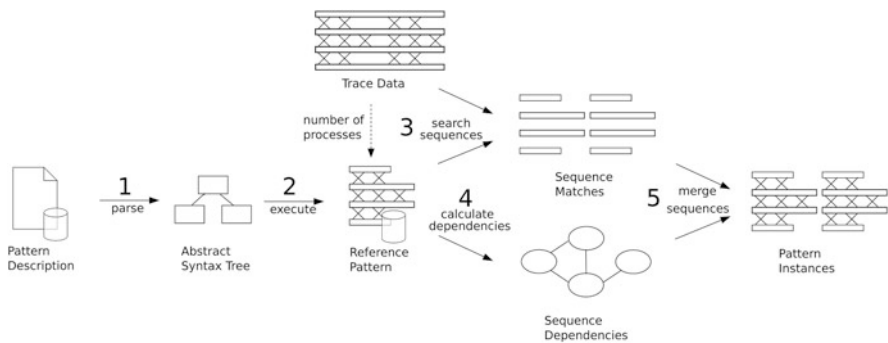 Trace Data
number of
processes
3 search
sequences
1
parse
2
execute
4
calculate
dependencies
5 merge
sequences
Sequence
Matches
Pattern
Description
Abstract
Syntax Tree
Reference
Pattern
Pattern
Instances
Sequence
Dependencies